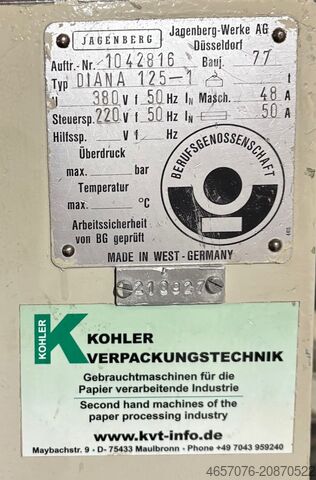 JAGENBERG
Jagenberg-Werke AG
Düsseldorf
Auftr.-Nr. 1042816 Bauj. 77
Typ DIANA 125-1 t
U 380 V f 50 Hz IN Masch. 48 A
Steuersp. 220 V f 50 Hz IN 50 A
Hilfssp. V f Hz
Überdruck
max. bar
Temperatur
max. °C
Arbeitssicherheit
von BG geprüft
BERUFSGENOSSENSCHAFT
MADE IN WEST-GERMANY
218927
KOHLER
KOHLER
VERPACKUNGSTECHNIK
Gebrauchtmaschinen für die
Papier verarbeitende Industrie
Second hand machines of the
paper processing industry
www.kvt-info.de
Maybachstr. 9 - D- 75433 Maulbronn - Phone +49 7043 959240
4657076-20870522